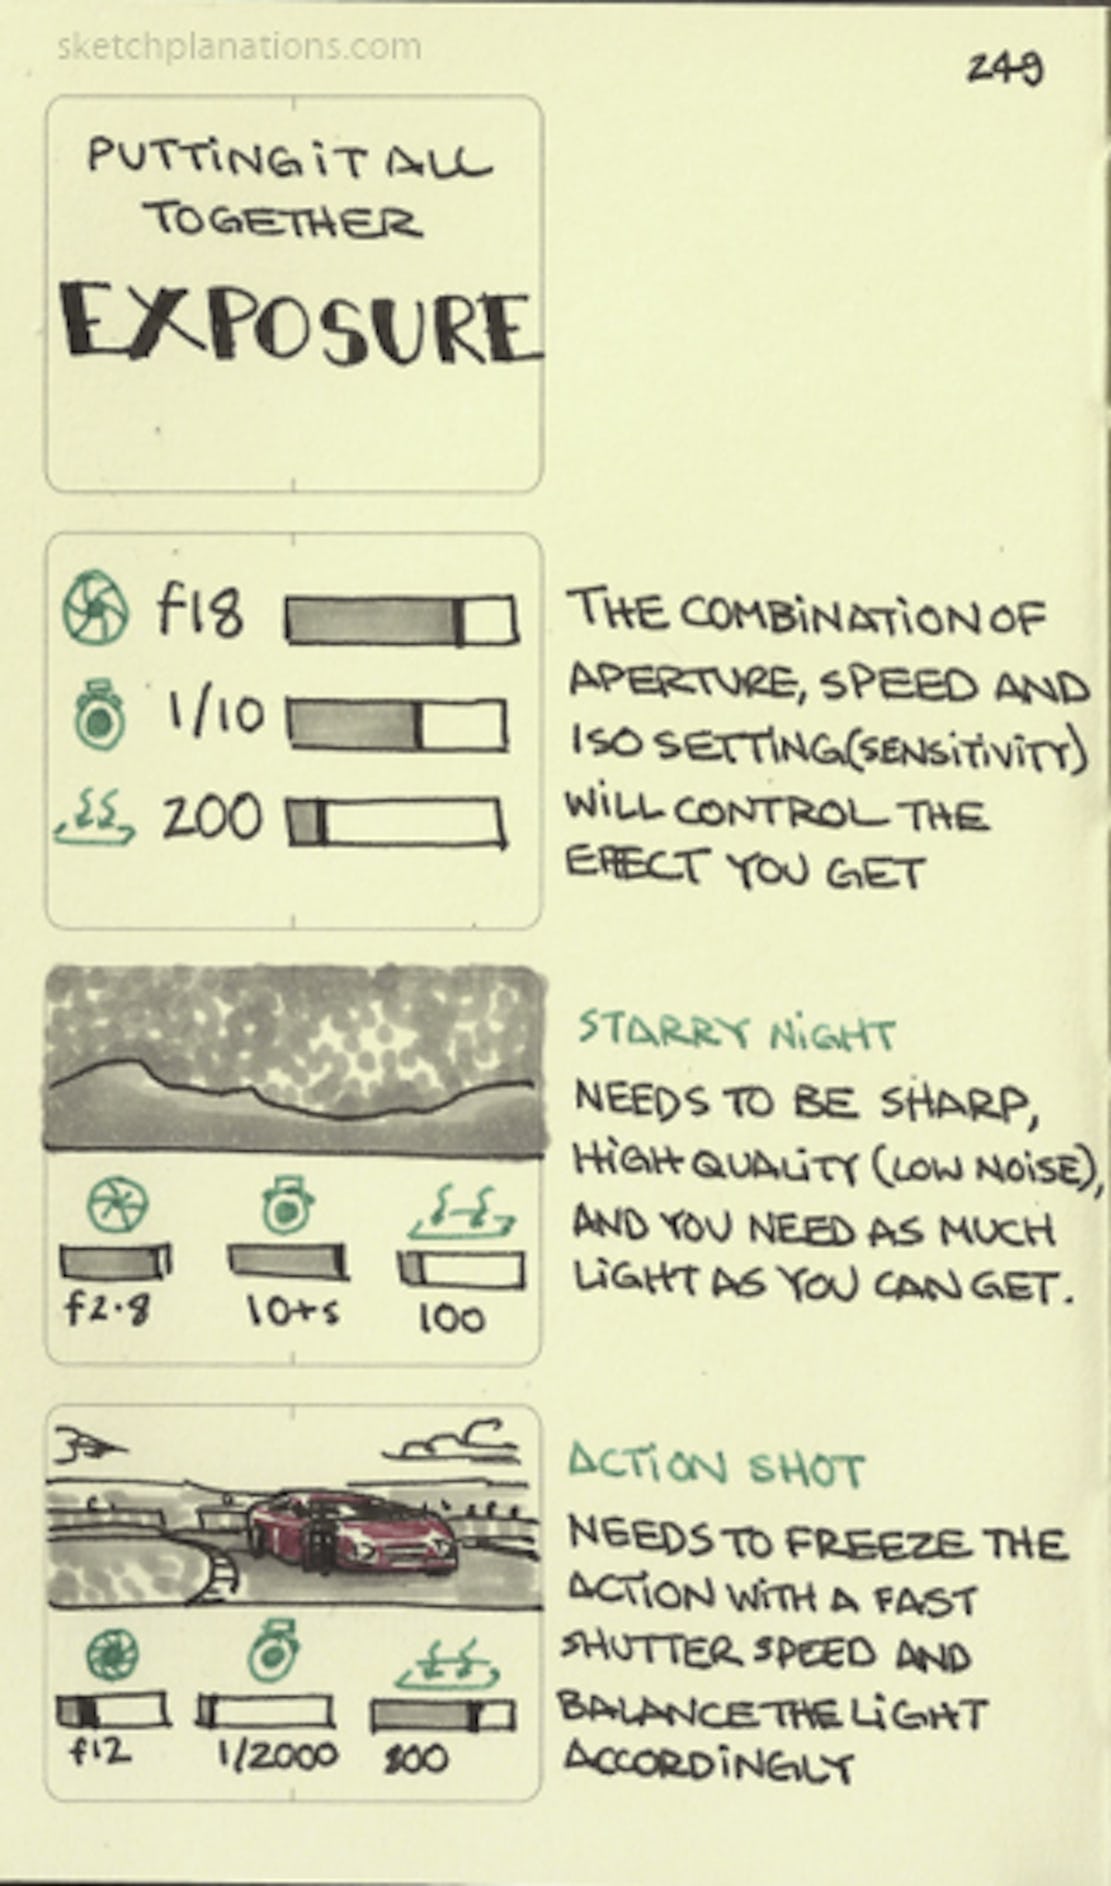 sketchplanations.com
249
PUTTING IT ALL
TOGETHER
EXPOSURE
f18
1/10
200
THE COMBINATION OF
APERTURE, SPEED AND
ISO SETTING (SENSITIVITY)
WILL CONTROL THE
EFFECT YOU GET
f2.8
10+s
100
STARRY NIGHT
NEEDS TO BE SHARP,
HIGH QUALITY (LOW NOISE),
AND YOU NEED AS MUCH
LIGHT AS YOU CAN GET.
f12
1/2000
800
ACTION SHOT
NEEDS TO FREEZE THE
ACTION WITH A FAST
SHUTTER SPEED AND
BALANCE THE LIGHT
ACCORDINGLY